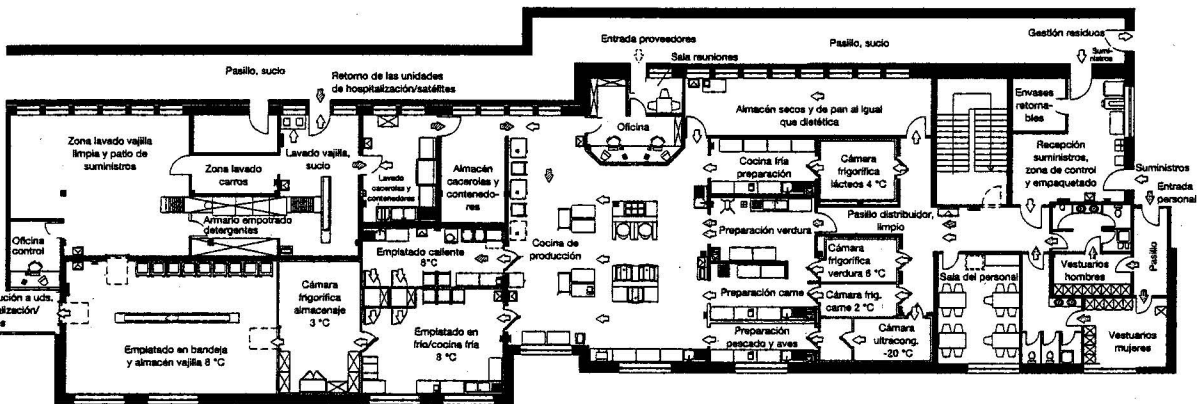 Pasillo, sucio
Retorno de las unidades
de hospitalización/satélites
Entrada proveedores
Sala reuniones
Pasillo, sucio
Gestión residuos
Sumi-
nistros
Zona lavado vajilla
limpia y patio de
suministros
Zona lavado
carros
Lavado vajilla,
sucio
Armario empotrado
detergentes
Oficina
control
Lavado
cacerolas y
contenedores
Almacén
cacerolas y
contenedo-
res
Oficina
Almacén secos y de pan al igual
que dietética
Cocina fría
preparación
Cámara
frigorífica
lácteos 4 °C
Envases
retorna-
bles
Recepción
suministros,
zona de control
y empaquetado
Suministros
Entrada
personal
Pasillo
Pasillo distribuidor,
limpio
Preparación verdura
Cámara
frigorífica
verdura 6 °C
Cocina de
producción
Emplatado caliente
8°C
Emplatado en
frío/cocina fría
8 °C
Cámara
frigorífica
almacenaje
3 °C
Emplatado en bandeja
y almacén vajilla 6 °C
ución a uds.
alización/
s
Preparación carne
Cámara frig.
carne 2 °C
Preparación
pescado y aves
Cámara
ultracong.
-20 °C
Sala del personal
Vestuarios
hombres
Vestuarios
mujeres